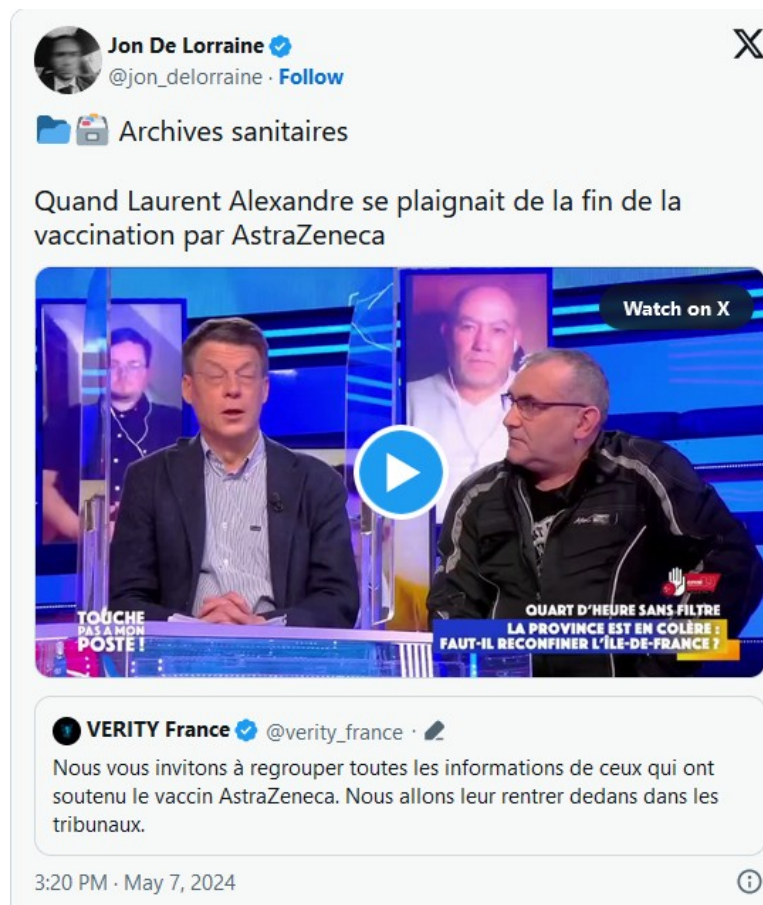 Jon De Lorraine
@jon_delorraine · Follow
Archives sanitaires
Quand Laurent Alexandre se plaignait de la fin de la
vaccination par AstraZeneca
Watch on X
TOUCHE
PAS A MON
POSTE !
QUART D'HEURE SANS FILTRE
LA PROVINCE EST EN COLÈRE :
FAUT-IL RECONFINER L'ÎLE-DE-FRANCE ?
VERITY France @verity_france ·
Nous vous invitons à regrouper toutes les informations de ceux qui ont
soutenu le vaccin AstraZeneca. Nous allons leur rentrer dedans dans les
tribunaux.
3:20 PM · May 7, 2024